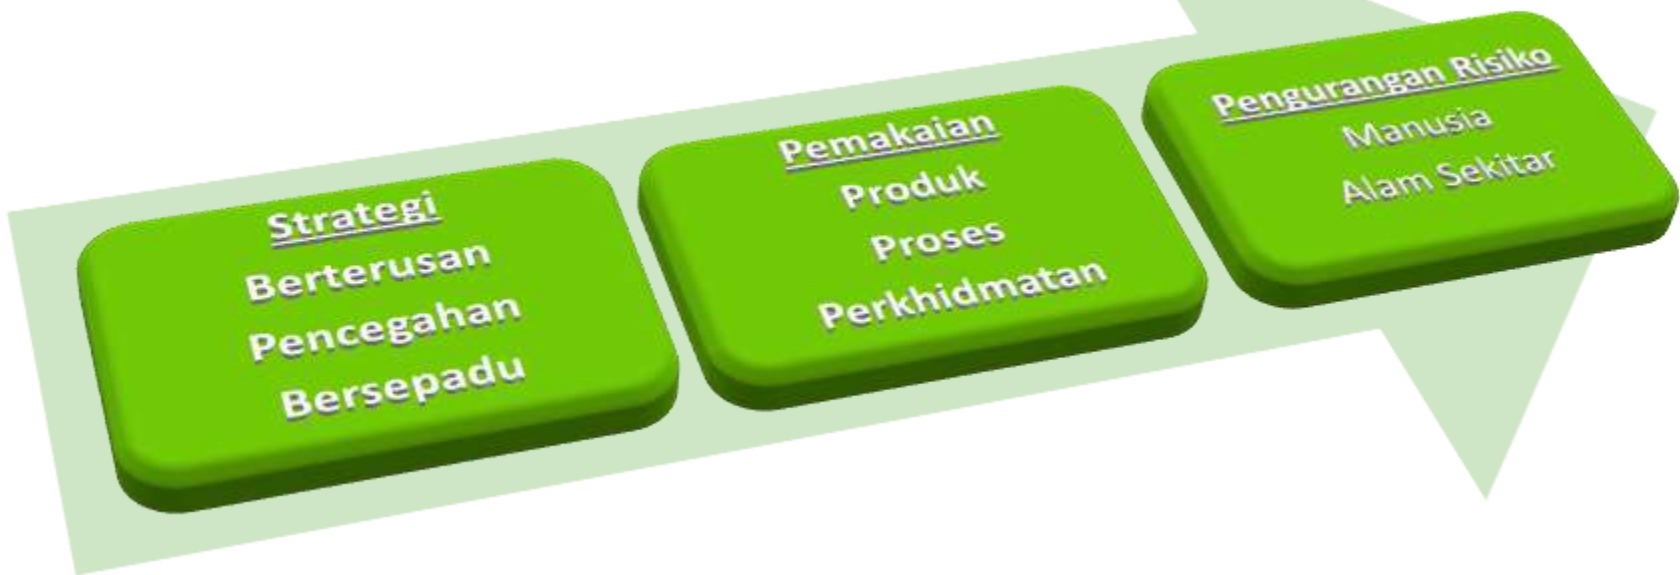 Strategi
Berterusan
Pencegahan
Bersepadu
Pemakaian
Produk
Proses
Perkhidmatan
Pengurangan Risiko
Manusia
Alam Sekitar